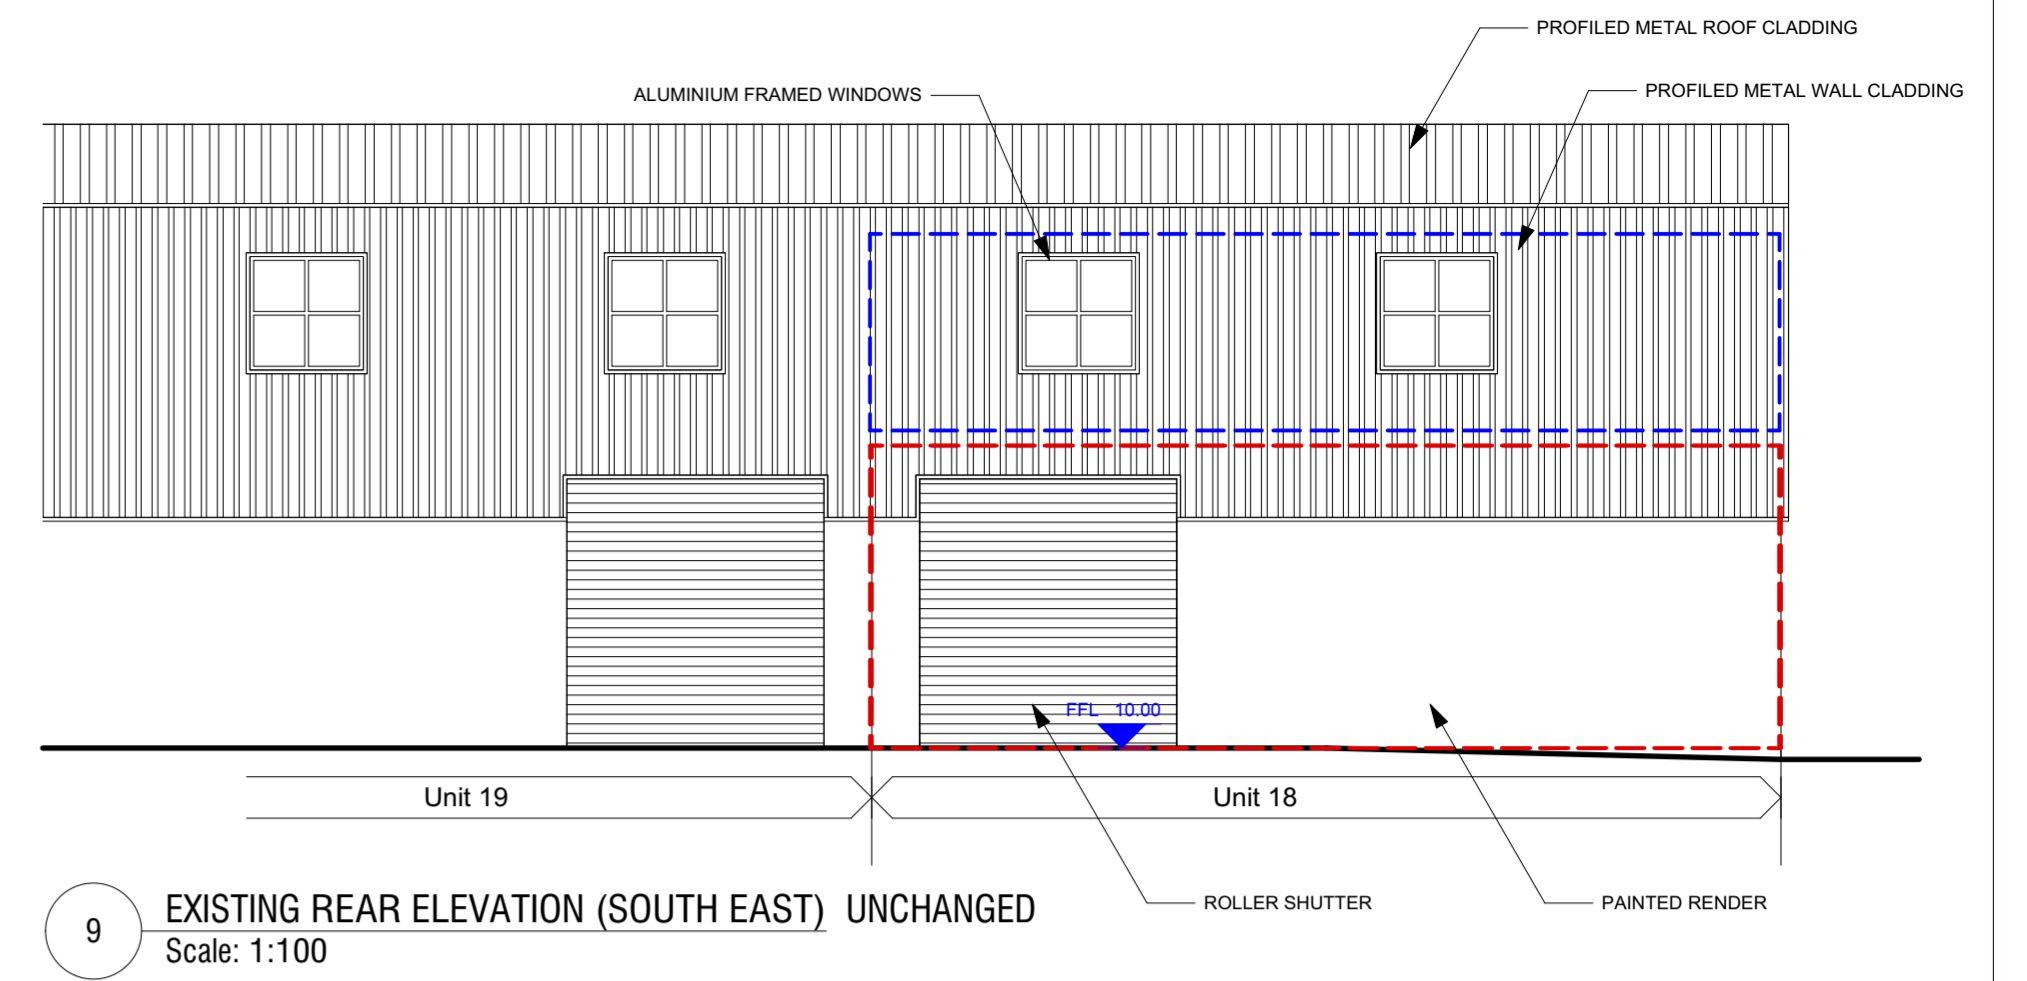 PROFILED METAL ROOF CLADDING
ALUMINIUM FRAMED WINDOWS
PROFILED METAL WALL CLADDING
FFL 10.00
Unit 19
Unit 18
ROLLER SHUTTER
PAINTED RENDER
9
EXISTING REAR ELEVATION (SOUTH EAST) UNCHANGED
Scale: 1:100